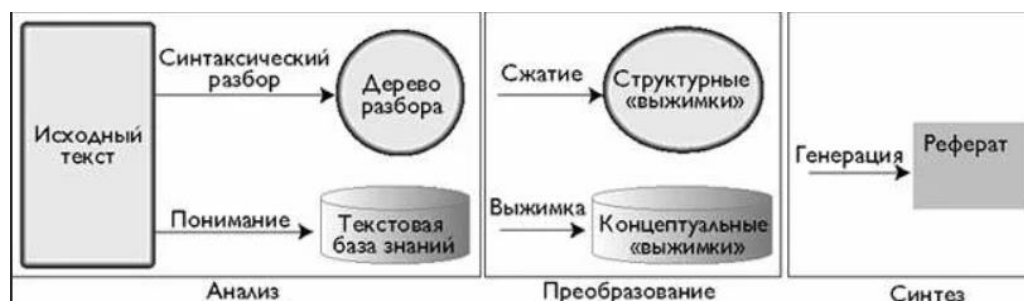 Исходный
текст
Синтаксический
разбор
Дерево
разбора
Понимание
Текстовая
база знаний
Анализ
Сжатие
Структурные
«выжимки»
Выжимка
Концептуальные
«выжимки»
Преобразование
Генерация
Реферат
Синтез